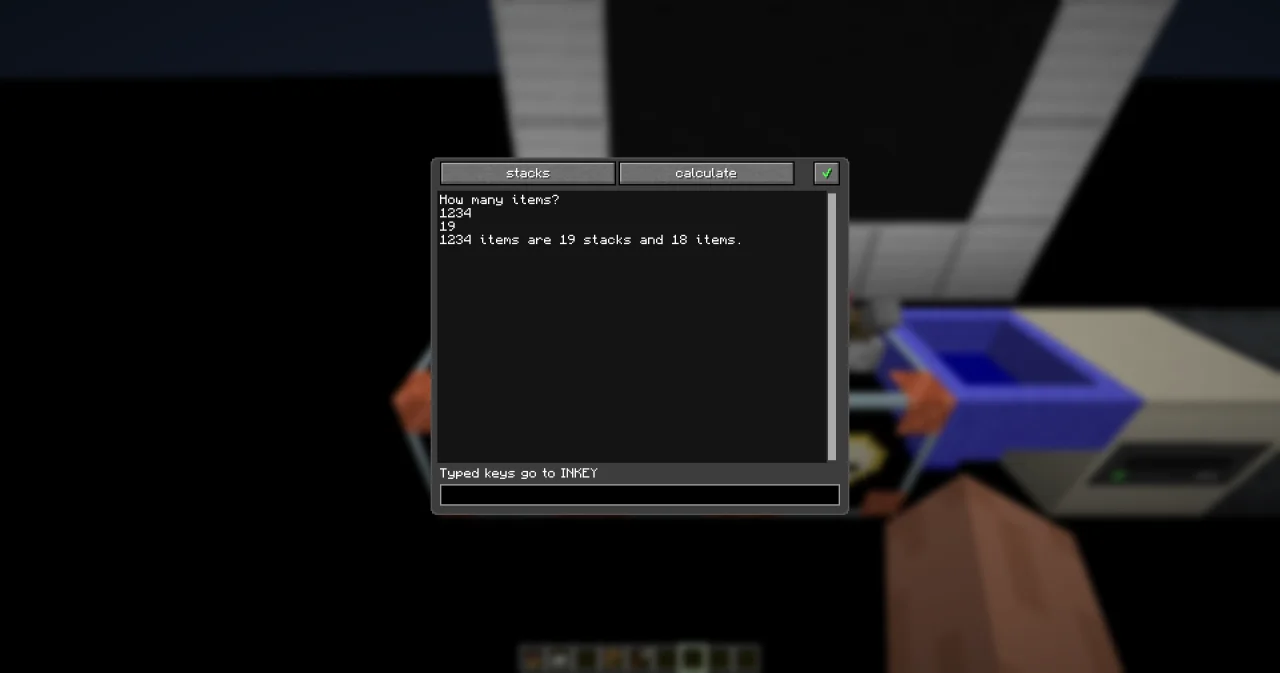 stacks
calculate
How many items?
1234
19
1234 items are 19 stacks and 18 items.
Typed keys go to INKEY